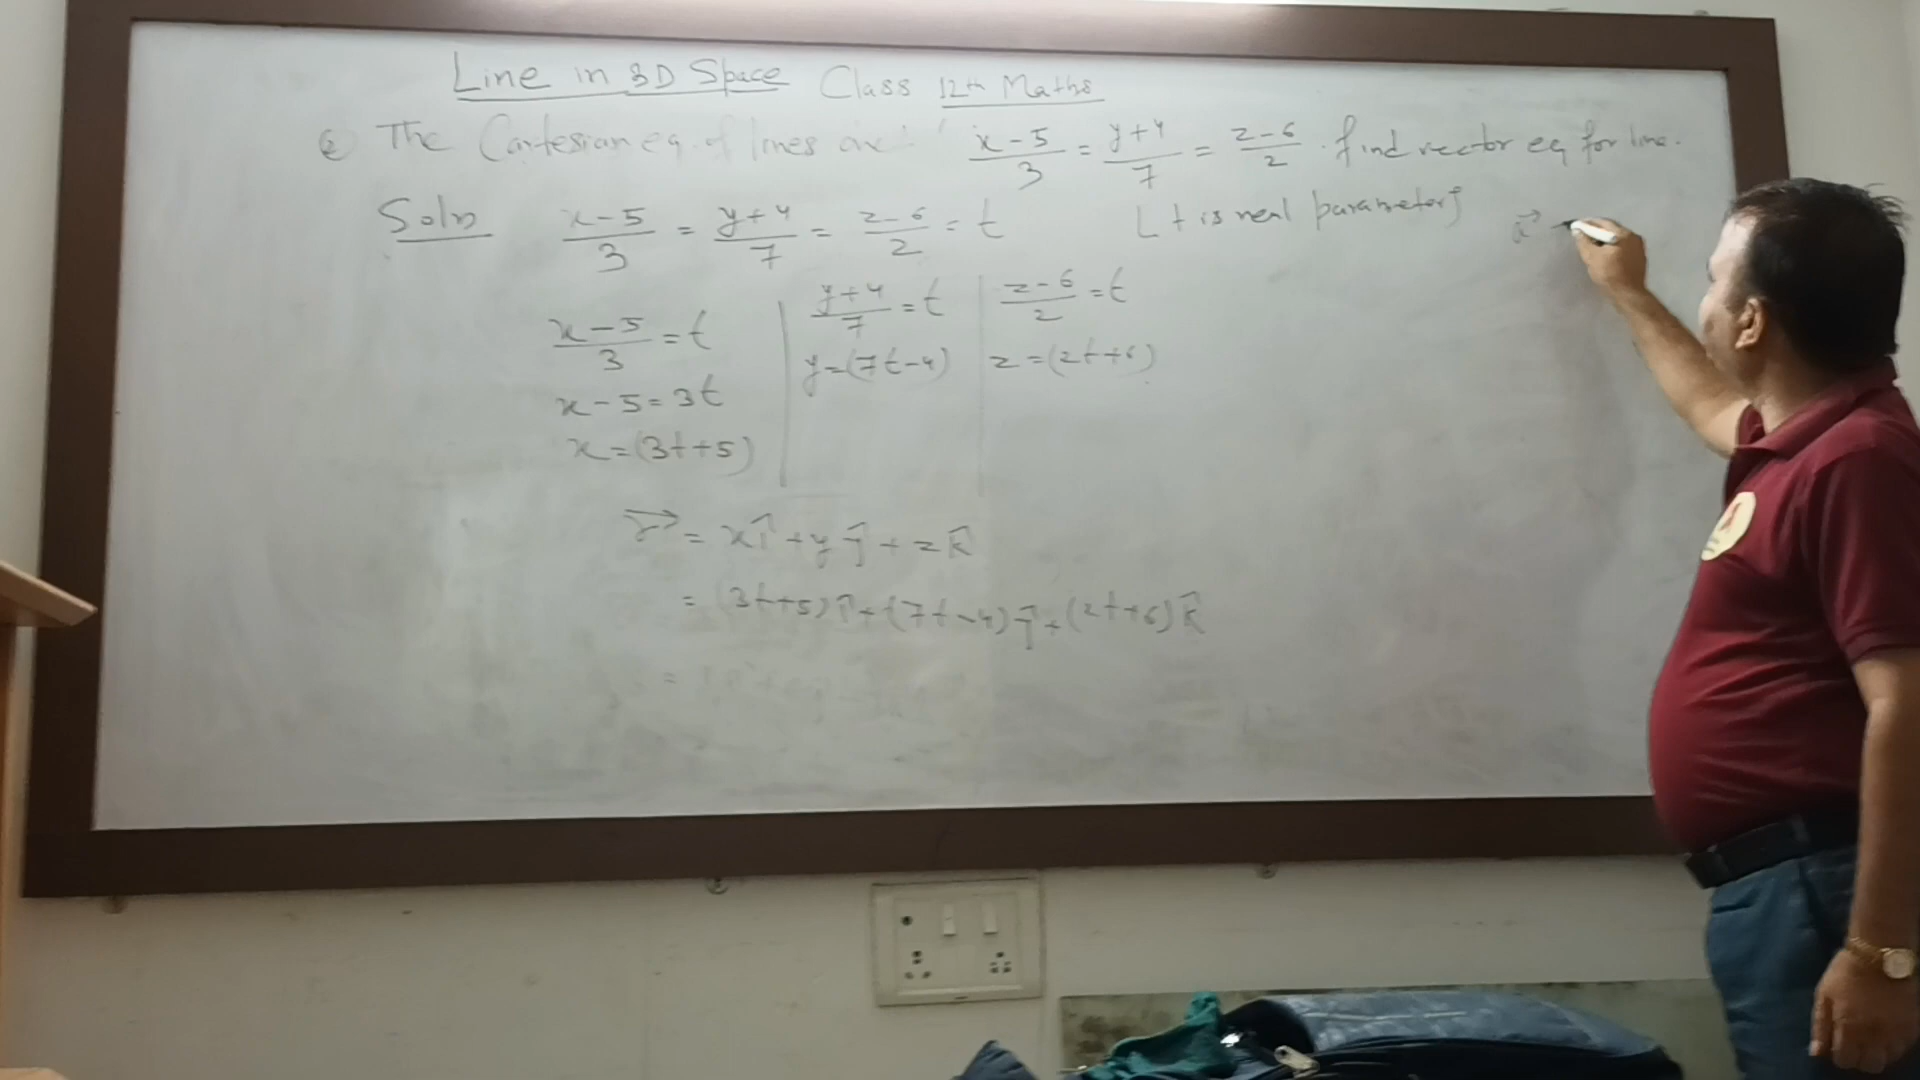 Line in 3D Space Class 12th Maths
The Cartesian eq. of lines are x-5/3 = y+4/7 = z-6/2 . find vector eq for line.
Soln x-5/3 = y+4/7 = z-6/2 = t [t is real parameter]
x-5/3 = t
y+4/7 = t
z-6/2 = t
x-5=3t
y=(7t-4)
z=(2t+6)
x=(3t+5)
r⃗ = xî+yĵ+zk̂
= (3t+5)î+(7t-4)ĵ+(2t+6)k̂